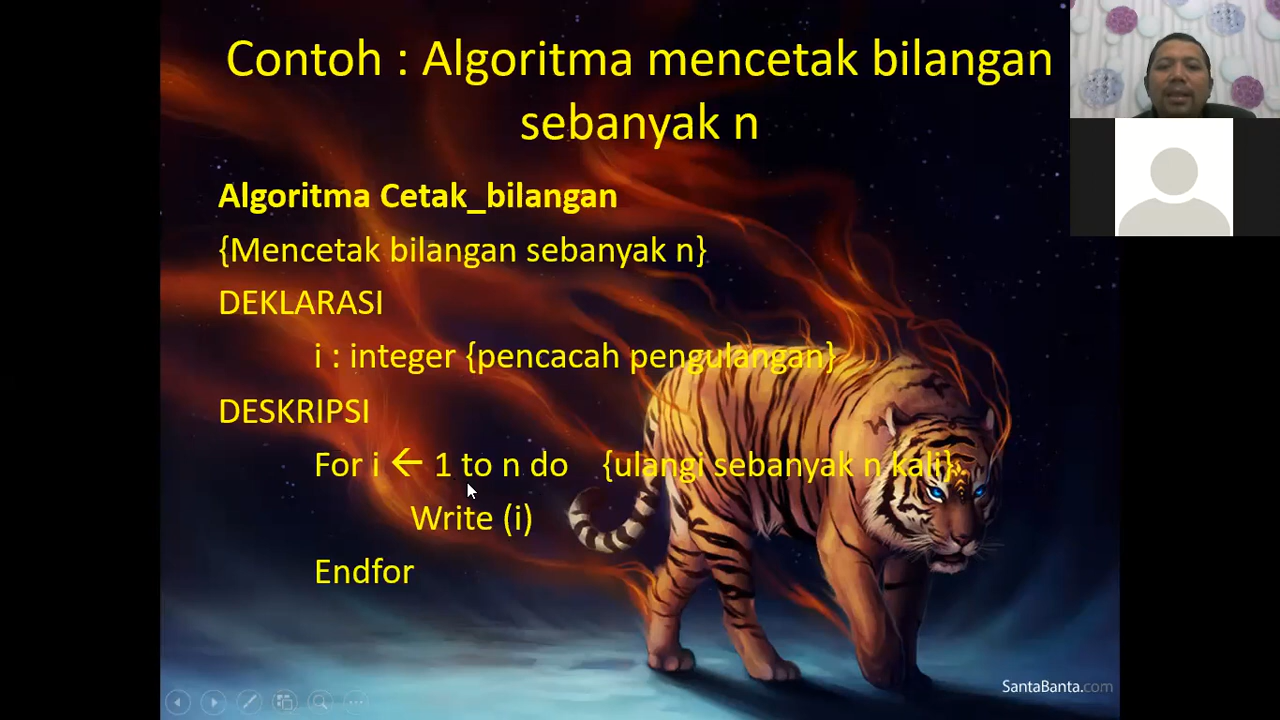 Contoh : Algoritma mencetak bilangan
sebanyak n
Algoritma Cetak_bilangan
{Mencetak bilangan sebanyak n}
DEKLARASI
i : integer {pencacah pengulangan}
DESKRIPSI
For i ← 1 to n do {ulangi sebanyak n kali}
Write (i)
Endfor
SantaBanta.com